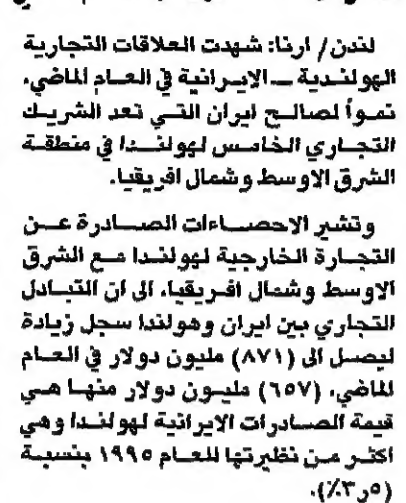 لندن/ ارنا: شهدت العلاقات التجارية
الهولندية ــ الايرانية في العام الماضي،
نمواً لصالح ايران التي تعد الشريك
التجاري الخامس لهولندا في منطقة
الشرق الاوسط وشمال افريقيا.
وتشير الاحصاءات الصادرة عن
التجارة الخارجية لهولندا مع الشرق
الاوسط وشمال افريقيا، الى ان التبادل
التجاري بين ايران وهولندا سجل زيادة
ليصل الى (٨٧١) مليون دولار في العام
الماضي، (٦٥٧) مليون دولار منها هي
قيمة الصادرات الايرانية لهولندا وهي
اكثر من نظيرتها للعام ١٩٩٥ بنسبة
(٥ر٣٪).